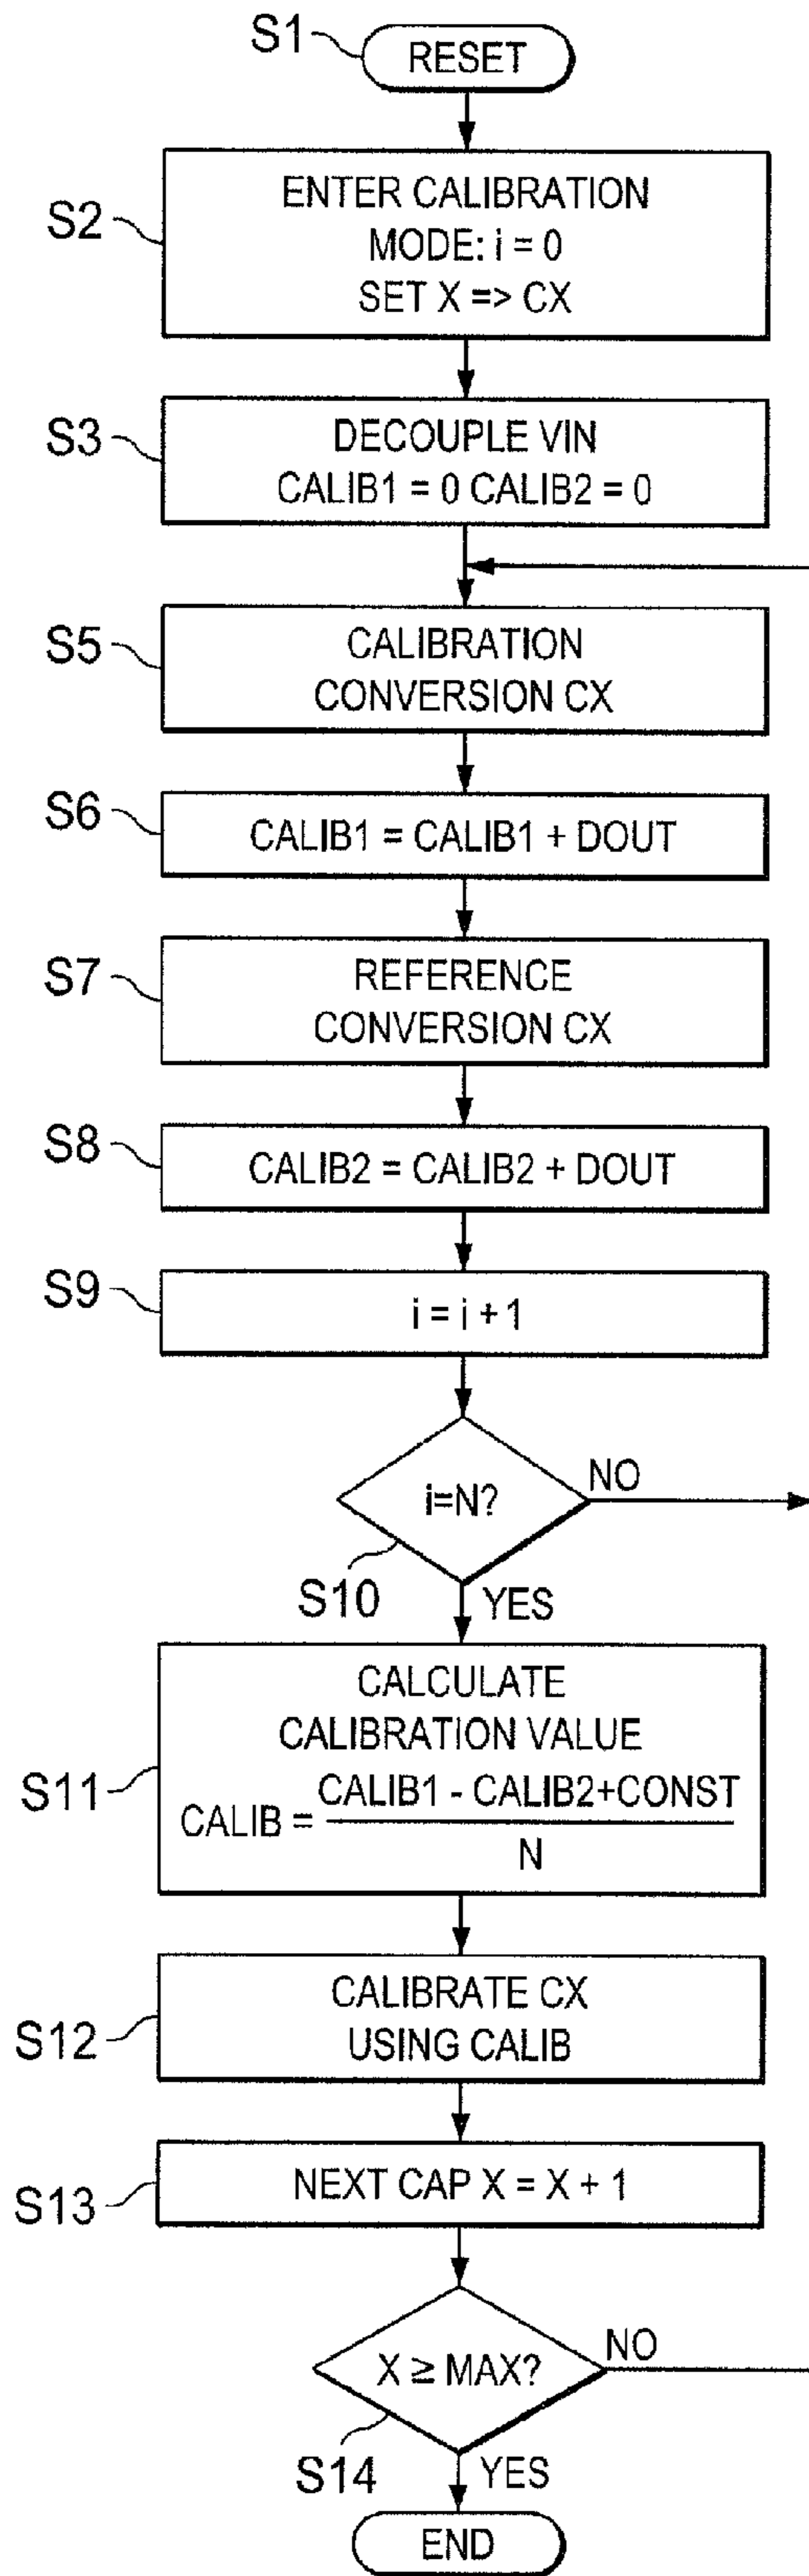 S1
RESET
S2
ENTER CALIBRATION
MODE: i = 0
SET X => CX
S3
DECOUPLE VIN
CALIB1 = 0 CALIB2 = 0
S5
CALIBRATION
CONVERSION CX
S6
CALIB1 = CALIB1 + DOUT
S7
REFERENCE
CONVERSION CX
S8
CALIB2 = CALIB2 + DOUT
S9
i = i + 1
i=N?
NO
S10
YES
CALCULATE
CALIBRATION VALUE
S11
CALIB = CALIB1 - CALIB2+CONST
N
S12
CALIBRATE CX
USING CALIB
S13
NEXT CAP X = X + 1
X ≥ MAX?
NO
S14
YES
END